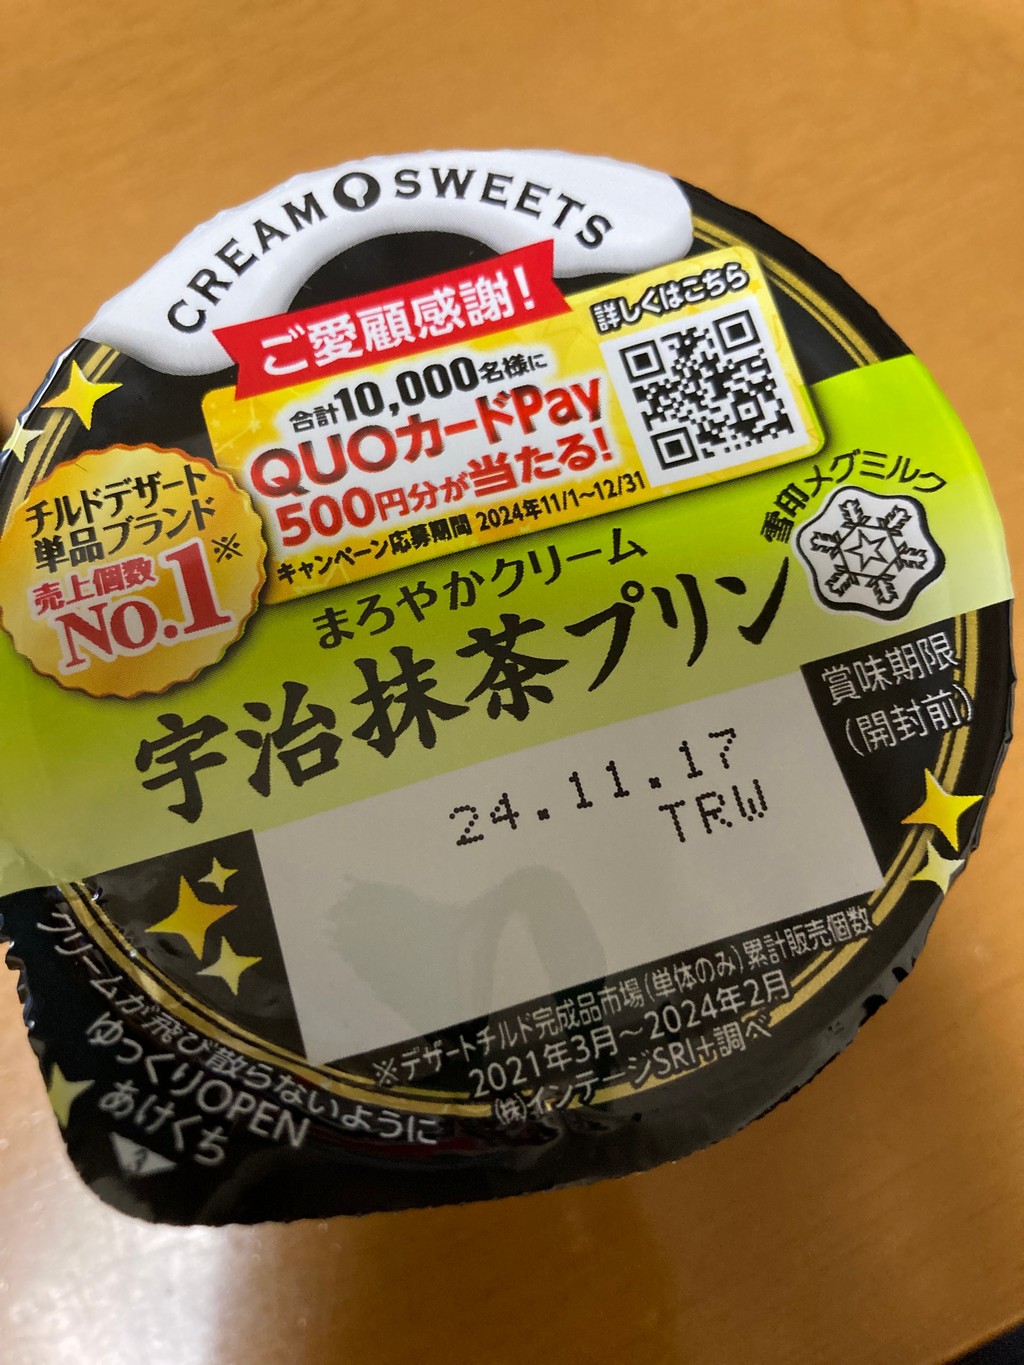 CREAM SWEETS
ご愛顧感謝!
合計10,000名様に
QUOカードPay
500円分が当たる!
キャンペーン応募期間 2024年11/1~12/31
詳しくはこちら
チルドデザート
単品ブランド
売上個数※
No.1
雪印メグミルク
まろやかクリーム
宇治抹茶プリン
賞味期限
(開封前)
24.11.17
TRW
※デザートチルド完成品市場(単体のみ)累計販売個数
2021年3月~2024年2月
(株)インテージSRI+調べ
クリームが飛び散らないように
ゆっくりOPEN
あけくち